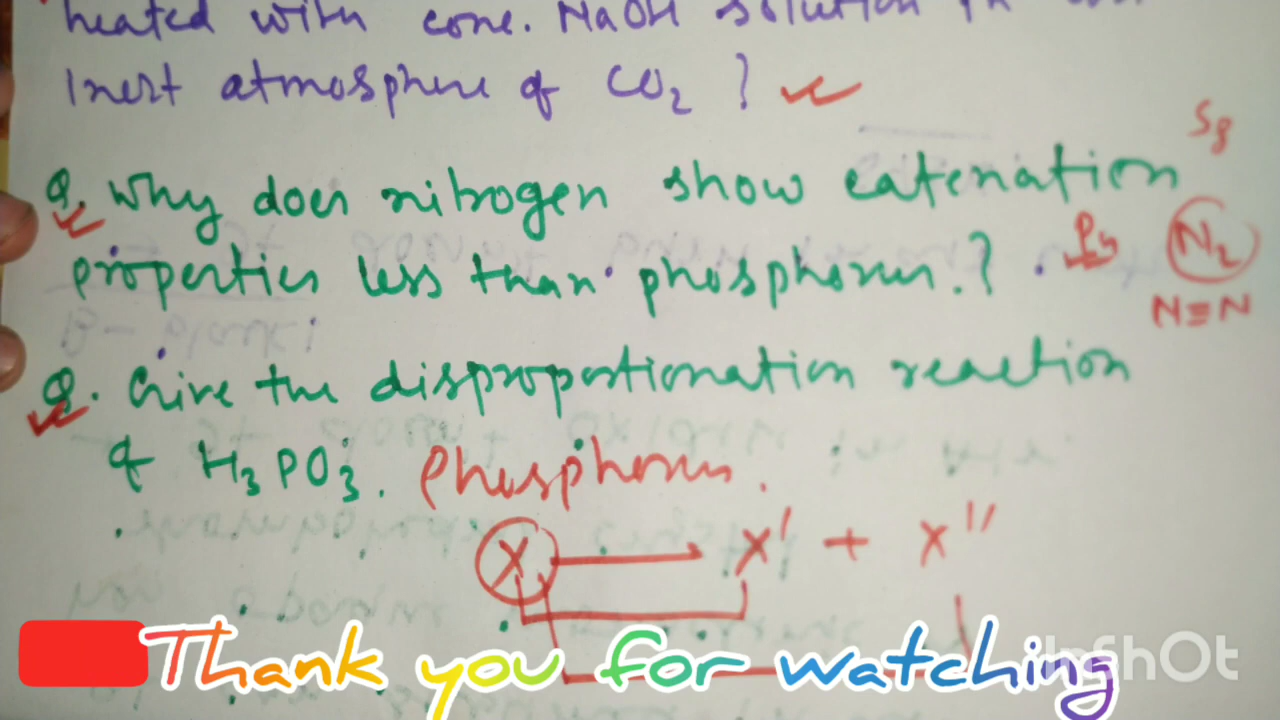 heated with conc. NaOH solution in an
Inert atmosphere of CO2 ?
S8
Q. Why does nitrogen show catenation
properties less than phosphorus.? P4 N2
N≡N
Q. Give the disproportionation reaction
of H3PO3. Phosphorus.
X → X' + X''
Thank you for watching
InShOt